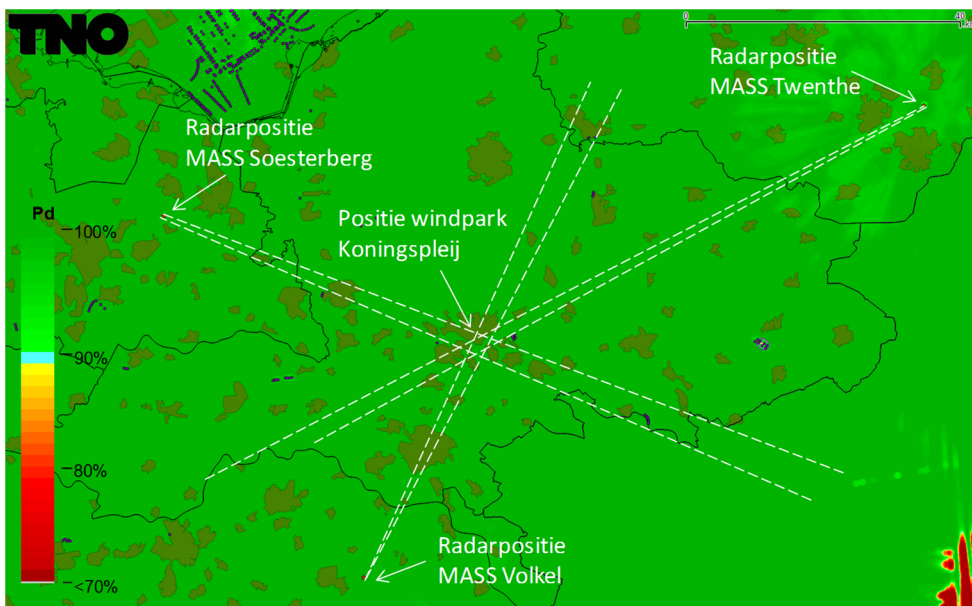 TNO
0
40
km
Radarpositie
MASS Twenthe
Radarpositie
MASS Soesterberg
Positie windpark
Koningspleij
Pd
100%
90%
80%
<70%
Radarpositie
MASS Volkel